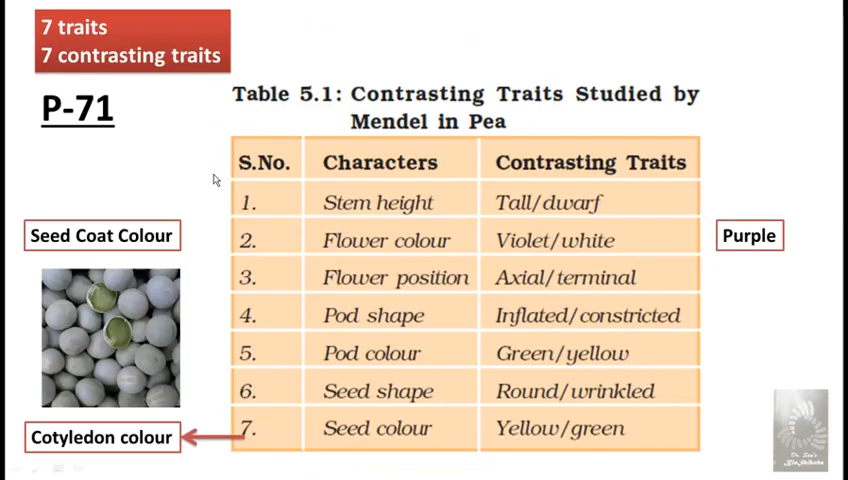 7 traits
7 contrasting traits
P-71
Table 5.1: Contrasting Traits Studied by
Mendel in Pea
S.No. Characters Contrasting Traits
1. Stem height Tall/dwarf
2. Flower colour Violet/white
3. Flower position Axial/terminal
4. Pod shape Inflated/constricted
5. Pod colour Green/yellow
6. Seed shape Round/wrinkled
7. Seed colour Yellow/green
Seed Coat Colour
Purple
Cotyledon colour
Dr. Sen's
BioShiksha